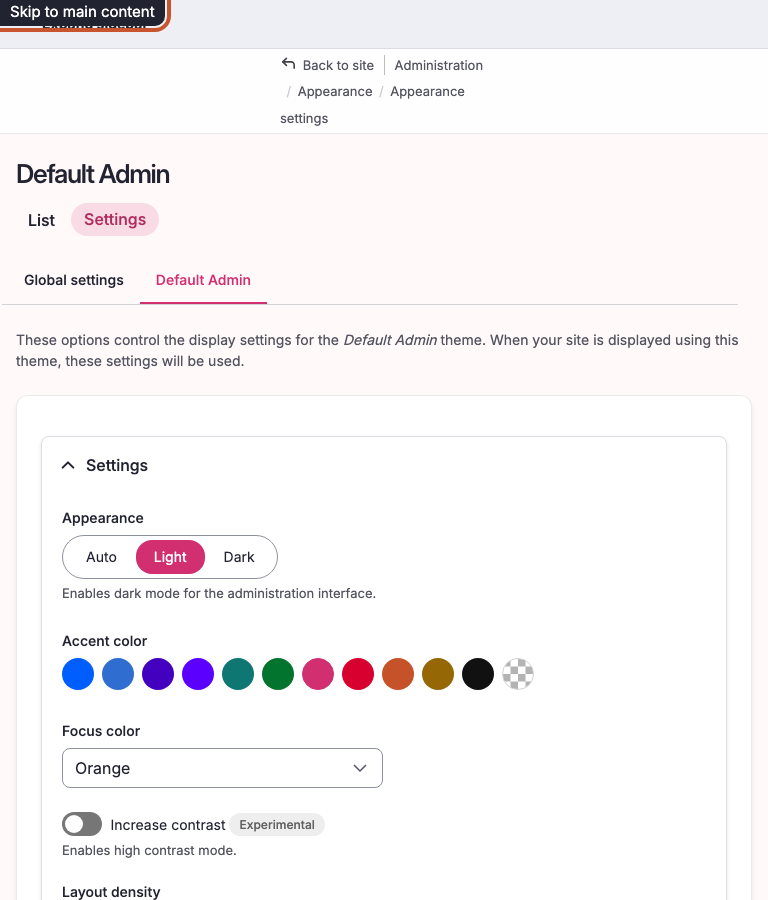 Skip to main content
Back to site
Administration
/ Appearance / Appearance
settings
Default Admin
List Settings
Global settings Default Admin
These options control the display settings for the Default Admin theme. When your site is displayed using this
theme, these settings will be used.
Settings
Appearance
Auto Light Dark
Enables dark mode for the administration interface.
Accent color
Focus color
Orange
Increase contrast Experimental
Enables high contrast mode.
Layout density